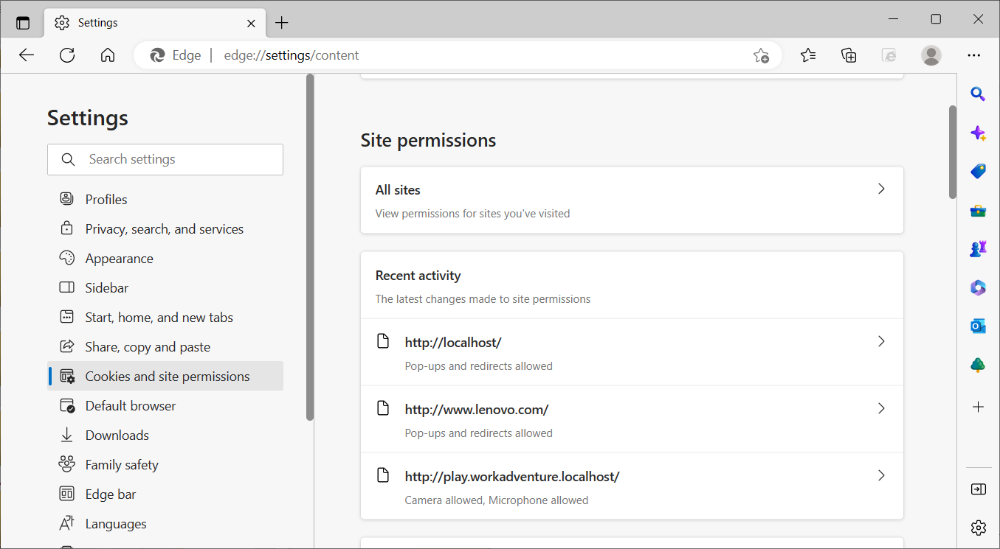 Settings
Edge
edge://settings/content
Settings
Search settings
Profiles
Privacy, search, and services
Appearance
Sidebar
Start, home, and new tabs
Share, copy and paste
Cookies and site permissions
Default browser
Downloads
Family safety
Edge bar
Languages
Site permissions
All sites
View permissions for sites you've visited
Recent activity
The latest changes made to site permissions
http://localhost/
Pop-ups and redirects allowed
http://www.lenovo.com/
Pop-ups and redirects allowed
http://play.workadventure.localhost/
Camera allowed, Microphone allowed